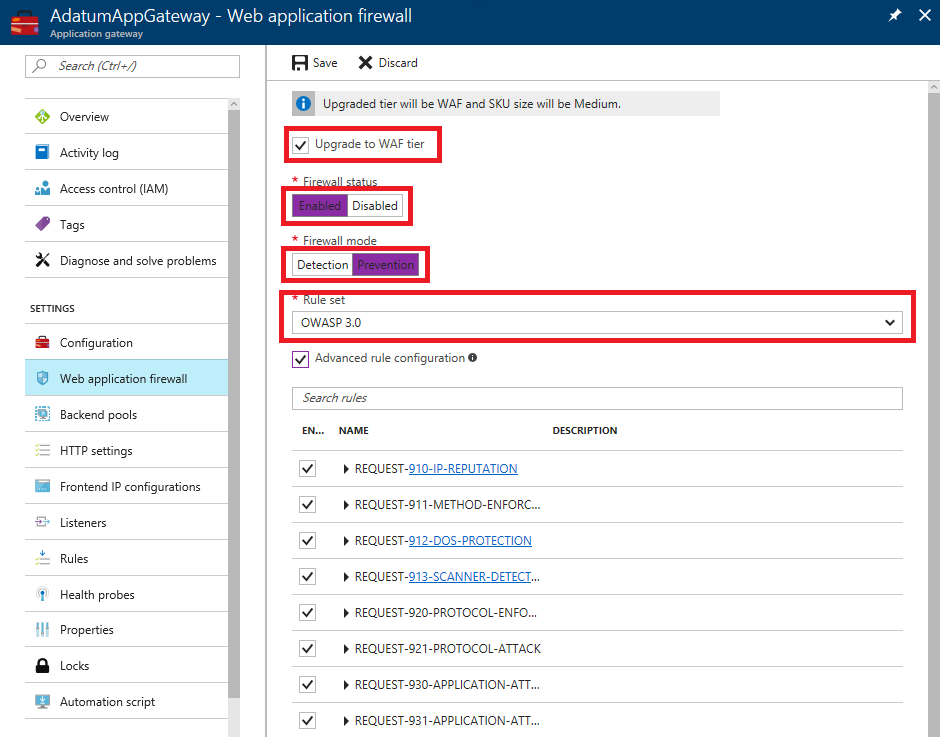 AdatumAppGateway - Web application firewall
Application gateway
Search (Ctrl+/)
Overview
Activity log
Access control (IAM)
Tags
Diagnose and solve problems
SETTINGS
Configuration
Web application firewall
Backend pools
HTTP settings
Frontend IP configurations
Listeners
Rules
Health probes
Properties
Locks
Automation script
Save Discard
Upgraded tier will be WAF and SKU size will be Medium.
Upgrade to WAF tier
* Firewall status
Enabled Disabled
* Firewall mode
Detection Prevention
* Rule set
OWASP 3.0
Advanced rule configuration
Search rules
EN... NAME DESCRIPTION
REQUEST-910-IP-REPUTATION
REQUEST-911-METHOD-ENFORC...
REQUEST-912-DOS-PROTECTION
REQUEST-913-SCANNER-DETECT...
REQUEST-920-PROTOCOL-ENFO...
REQUEST-921-PROTOCOL-ATTACK
REQUEST-930-APPLICATION-ATT...
REQUEST-931-APPLICATION-ATT...